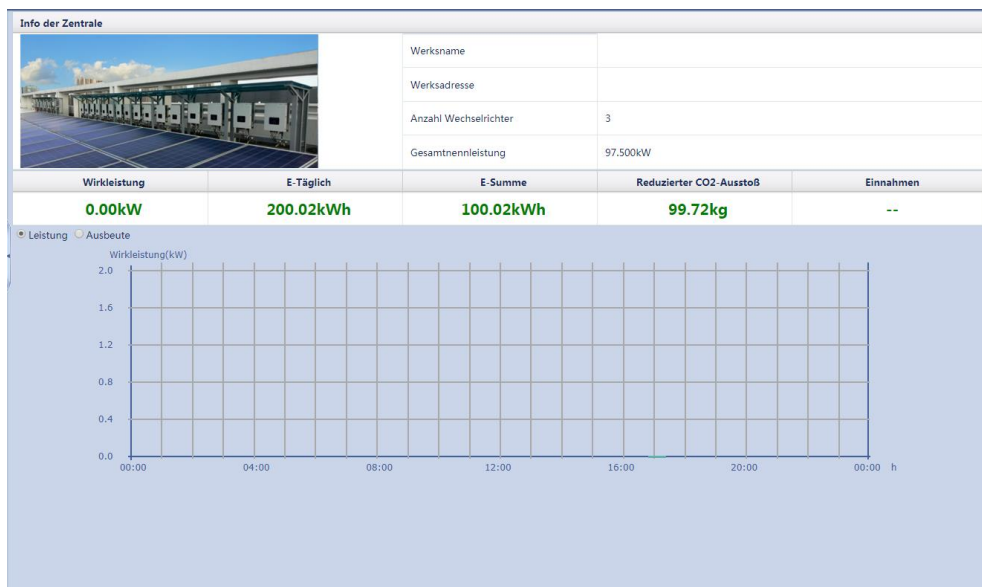 Info der Zentrale
Werksname
Werksadresse
Anzahl Wechselrichter 3
Gesamtnennleistung 97.500kW
Wirkleistung E-Täglich E-Summe Reduzierter CO2-Ausstoß Einnahmen
0.00kW 200.02kWh 100.02kWh 99.72kg --
Leistung Ausbeute
Wirkleistung(kW)
2.0
1.6
1.2
0.8
0.4
0.0
00:00 04:00 08:00 12:00 16:00 20:00 00:00 h